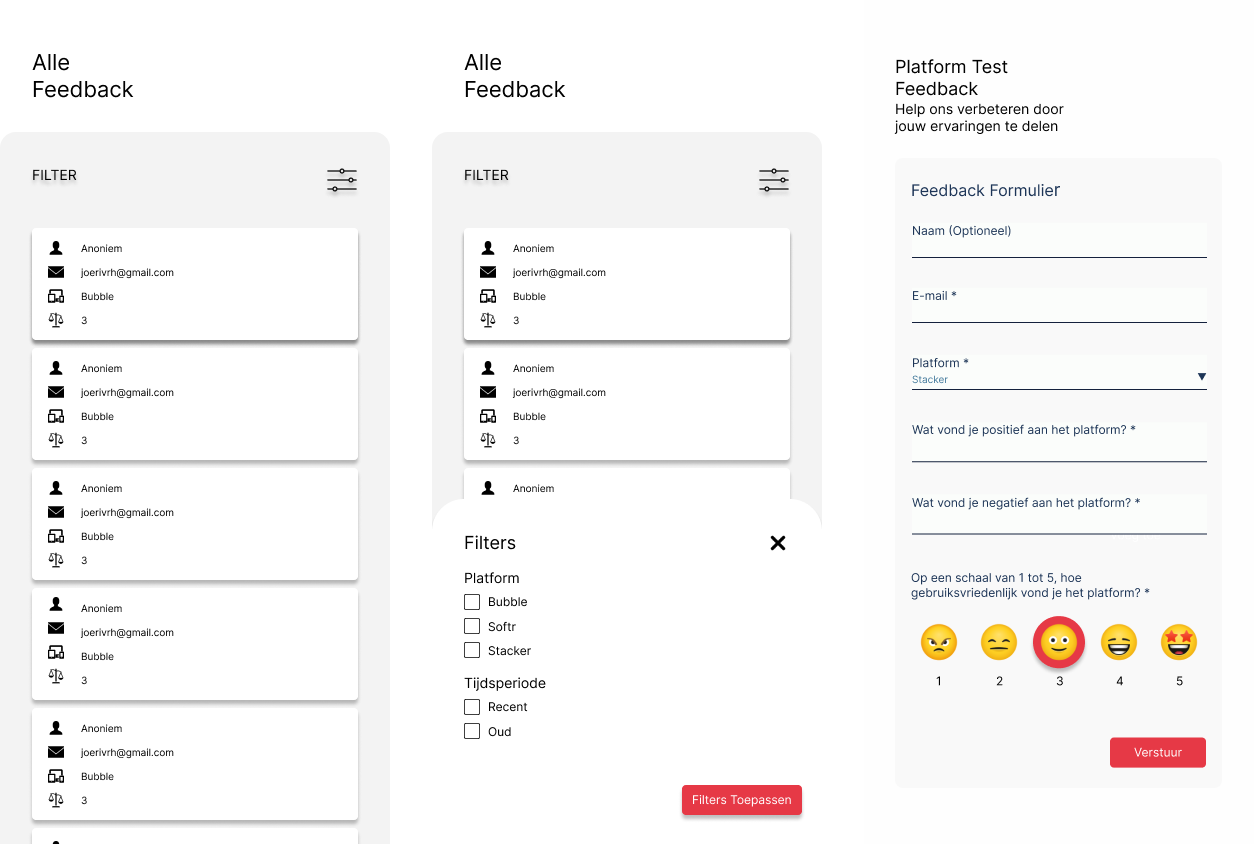 Alle
Feedback
FILTER
Anoniem
joerivrh@gmail.com
Bubble
3
Anoniem
joerivrh@gmail.com
Bubble
3
Anoniem
joerivrh@gmail.com
Bubble
3
Anoniem
joerivrh@gmail.com
Bubble
3
Anoniem
joerivrh@gmail.com
Bubble
3
Alle
Feedback
FILTER
Anoniem
joerivrh@gmail.com
Bubble
3
Anoniem
joerivrh@gmail.com
Bubble
3
Anoniem
Filters
Platform
Bubble
Softr
Stacker
Tijdsperiode
Recent
Oud
Filters Toepassen
Platform Test
Feedback
Help ons verbeteren door
jouw ervaringen te delen
Feedback Formulier
Naam (Optioneel)
E-mail *
Platform *
Stacker
Wat vond je positief aan het platform? *
Wat vond je negatief aan het platform? *
Op een schaal van 1 tot 5, hoe
gebruiksvriedenlijk vond je het platform? *
1 2 3 4 5
Verstuur